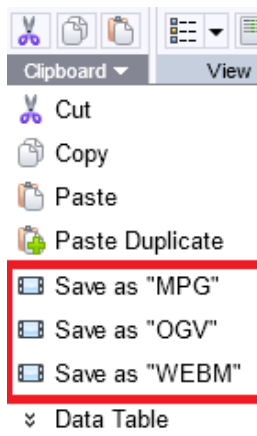 Clipboard View
Cut
Copy
Paste
Paste Duplicate
Save as "MPG"
Save as "OGV"
Save as "WEBM"
Data Table